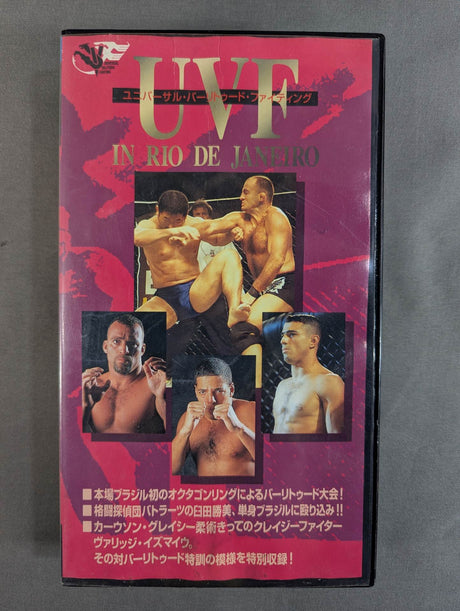 UVF
ユニバーサル・バーリトゥード・ファイティング
IN RIO DE JANEIRO
■本場ブラジル初のオクタゴンリングによるバーリトゥード大会!
■格闘探偵団バトラーツの臼田勝美、単身ブラジルに殴り込み!!
■カーウソン・グレイシー柔術きってのクレイジーファイター
ヴァリッジ・イズマイウ。
その対バーリトゥード特訓の模様を特別収録!